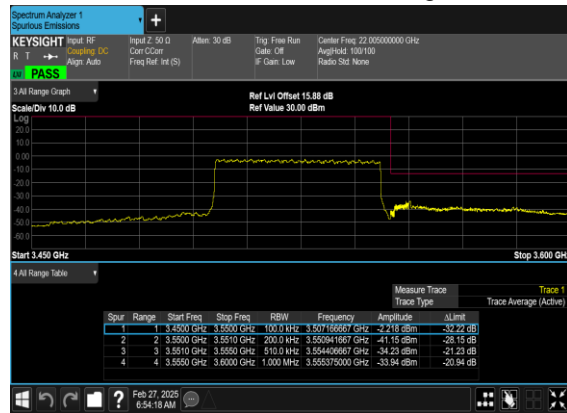 Spectrum Analyzer 1
Spurious Emissions
+
KEYSIGHT Input: RF Input Z: 50 Ω Atten: 30 dB Trig: Free Run Center Freq: 22.005000000 GHz
R T Coupling: DC Corr CCorr Gate: Off Avg|Hold: 100/100
Align: Auto Freq Ref: Int (S) IF Gain: Low Radio Std: None
LW PASS
3 All Range Graph
Ref Lvl Offset 15.88 dB
Scale/Div 10.0 dB Ref Value 30.00 dBm
Log
20.0
10.0
0.00
-10.0
-20.0
-30.0
-40.0
-50.0
-60.0
Start 3.450 GHz Stop 3.600 GHz
4 All Range Table
Measure Trace Trace 1
Trace Type Trace Average (Active)
Spur Range Start Freq Stop Freq RBW Frequency Amplitude ΔLimit
1 1 3.4500 GHz 3.5500 GHz 100.0 kHz 3.507166667 GHz -2.218 dBm -32.22 dB
2 2 3.5500 GHz 3.5510 GHz 200.0 kHz 3.550941667 GHz -41.15 dBm -28.15 dB
3 3 3.5510 GHz 3.5550 GHz 510.0 kHz 3.554406667 GHz -34.23 dBm -21.23 dB
4 4 3.5550 GHz 3.6000 GHz 1.000 MHz 3.555375000 GHz -33.94 dBm -20.94 dB
? Feb 27, 2025
6:54:18 AM